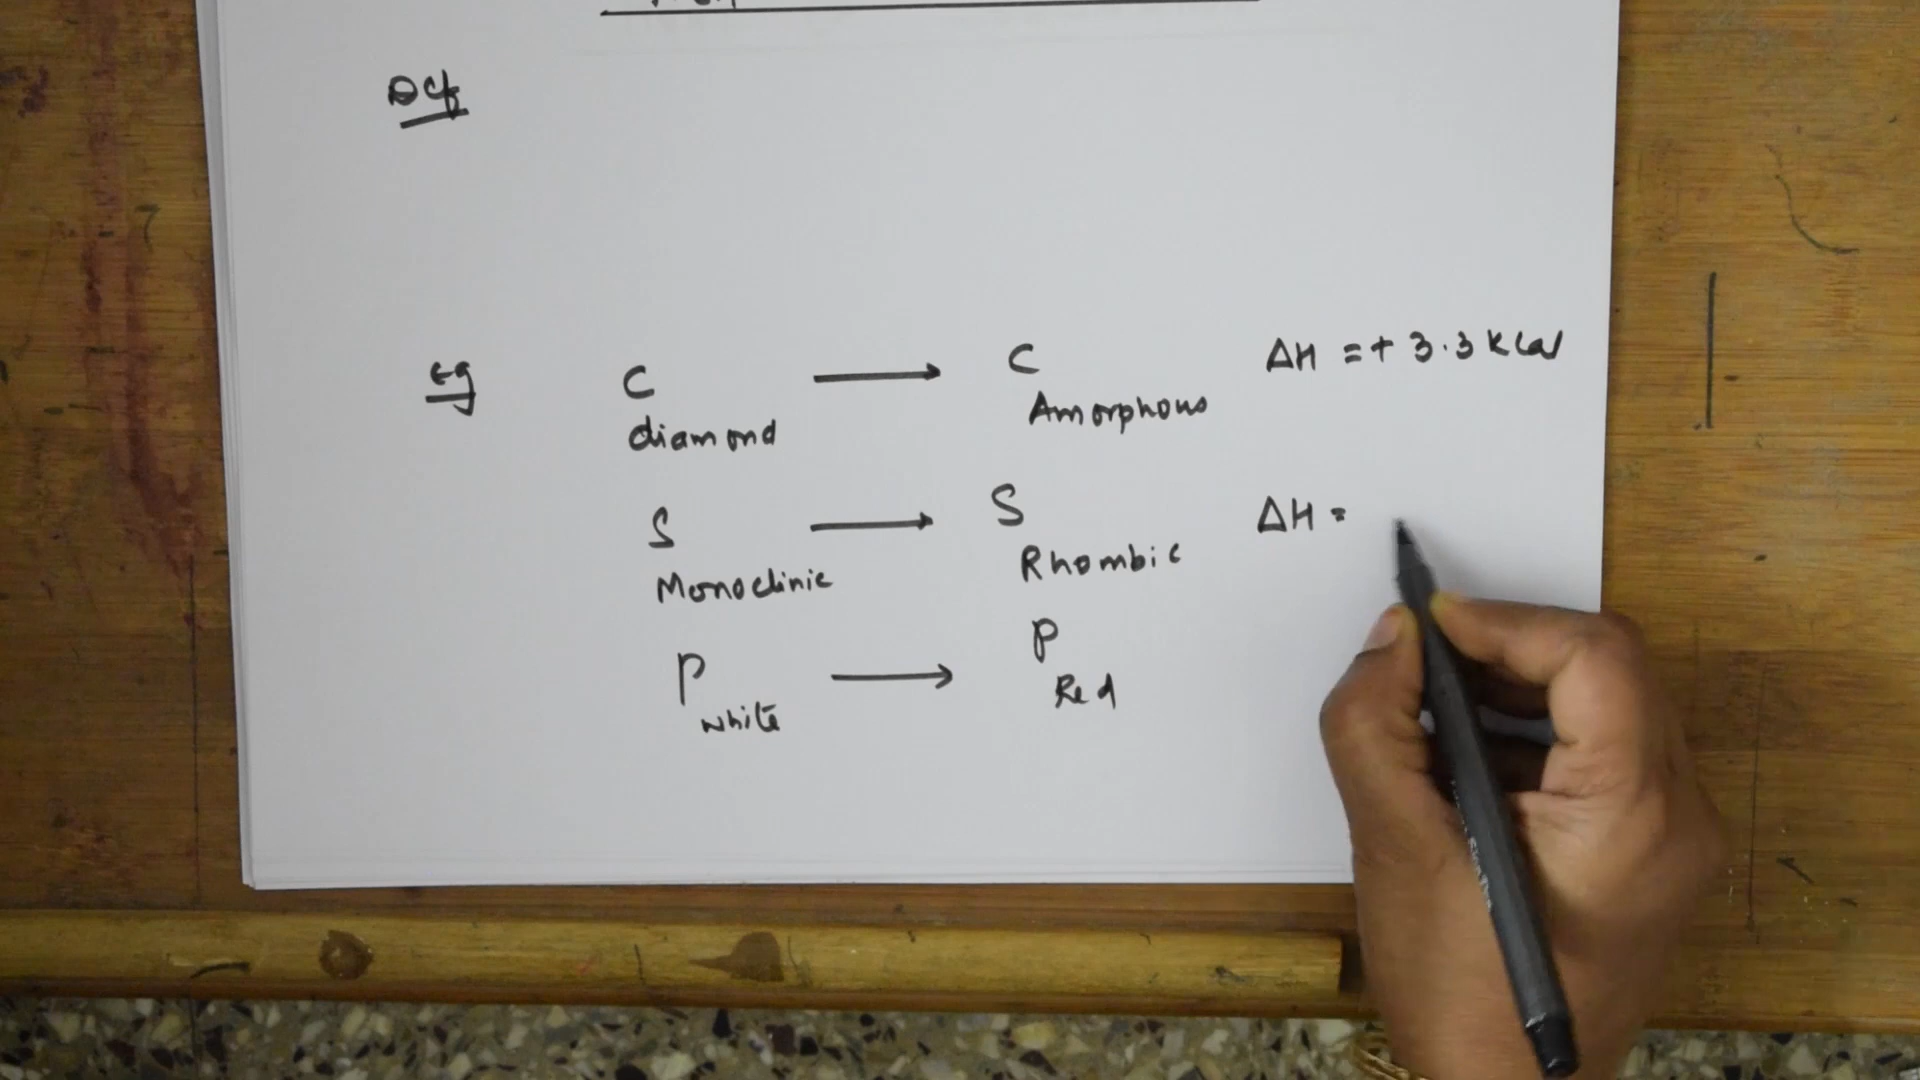 Def
eg C diamond ⟶ C Amorphous ΔH = + 3.3 kcal
S Monoclinic ⟶ S Rhombic ΔH =
P white ⟶ P Red